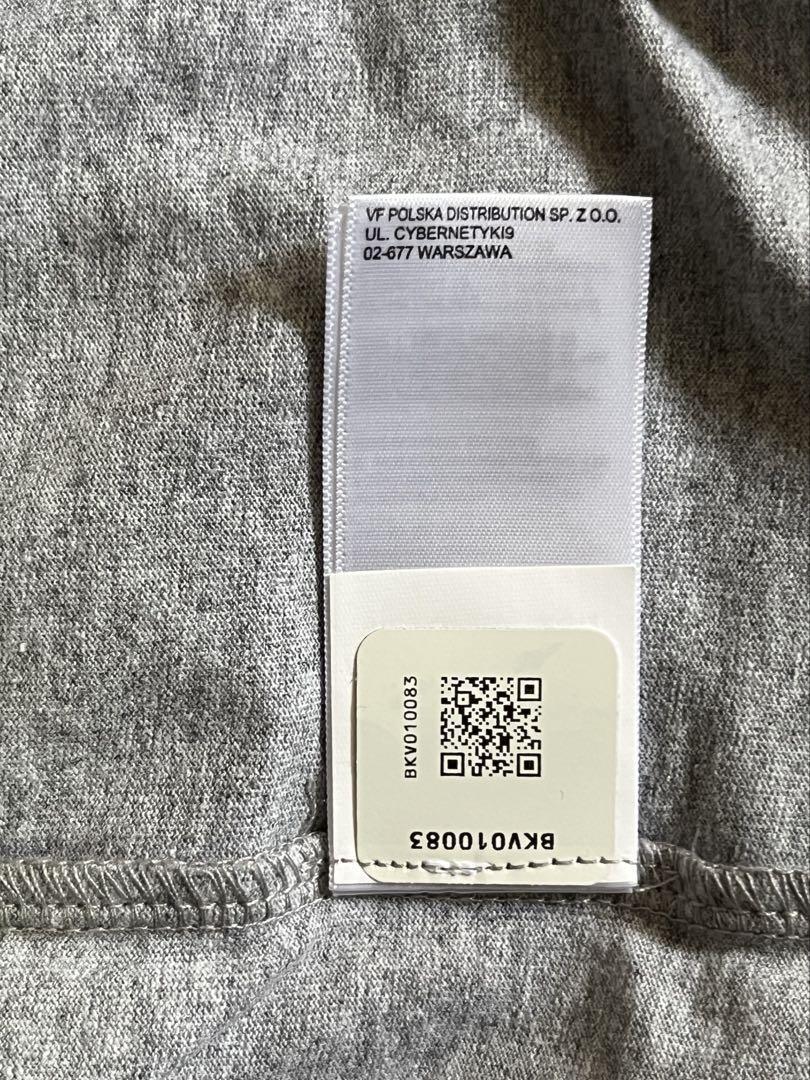 VF POLSKA DISTRIBUTION SP. Z O.O.
UL. CYBERNETYKI9
02-677 WARSZAWA
BKV010083
BKV010083